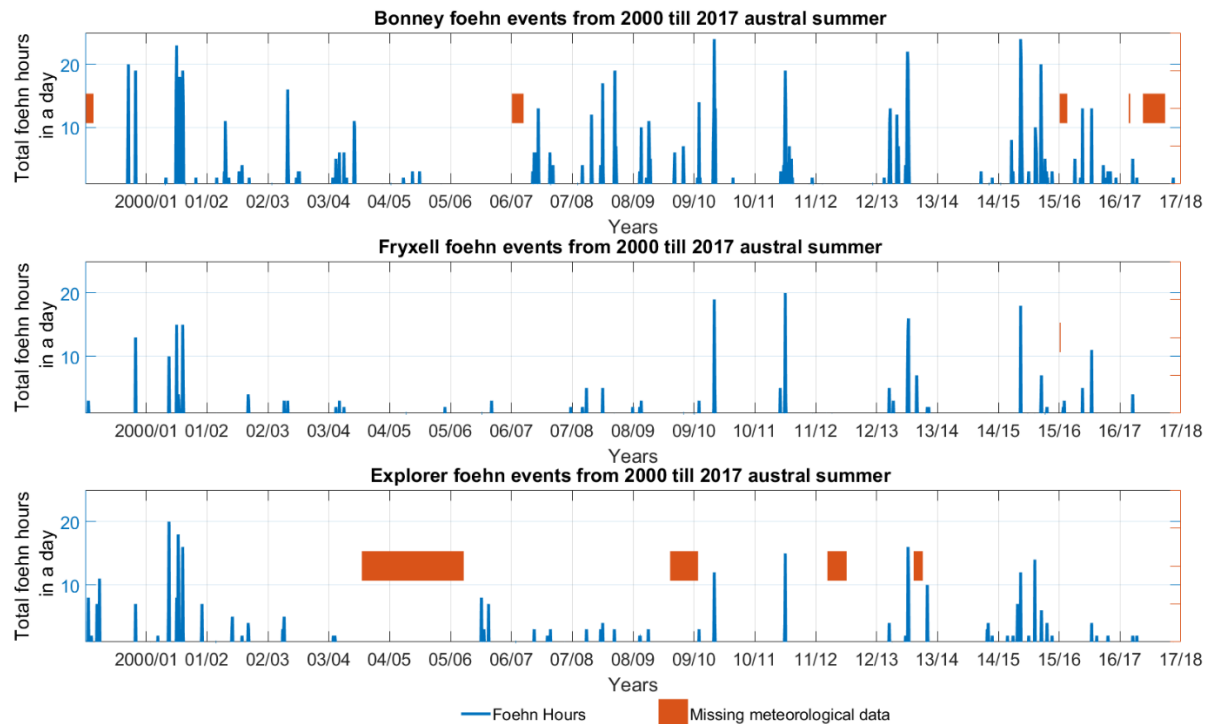 Bonney foehn events from 2000 till 2017 austral summer
Total foehn hours
in a day
20
10
2000/01 01/02 02/03 03/04 04/05 05/06 06/07 07/08 08/09 09/10 10/11 11/12 12/13 13/14 14/15 15/16 16/17 17/18
Years
Fryxell foehn events from 2000 till 2017 austral summer
Total foehn hours
in a day
20
10
2000/01 01/02 02/03 03/04 04/05 05/06 06/07 07/08 08/09 09/10 10/11 11/12 12/13 13/14 14/15 15/16 16/17 17/18
Years
Explorer foehn events from 2000 till 2017 austral summer
Total foehn hours
in a day
20
10
2000/01 01/02 02/03 03/04 04/05 05/06 06/07 07/08 08/09 09/10 10/11 11/12 12/13 13/14 14/15 15/16 16/17 17/18
Years
Foehn Hours Missing meteorological data